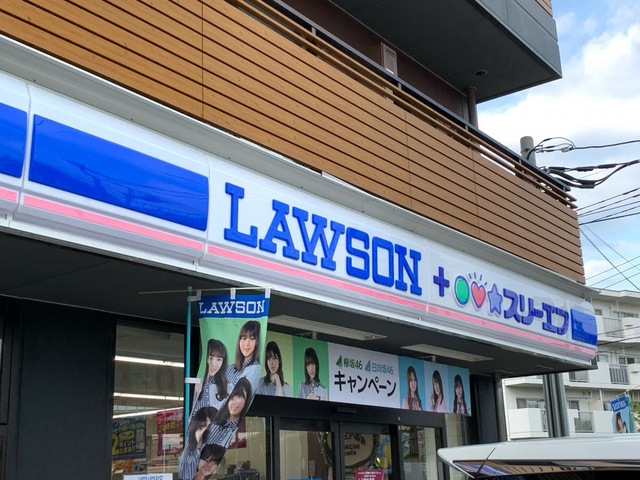 LAWSON
+
スリーエフ
LAWSON
欅坂46 日向坂46
キャンペーン